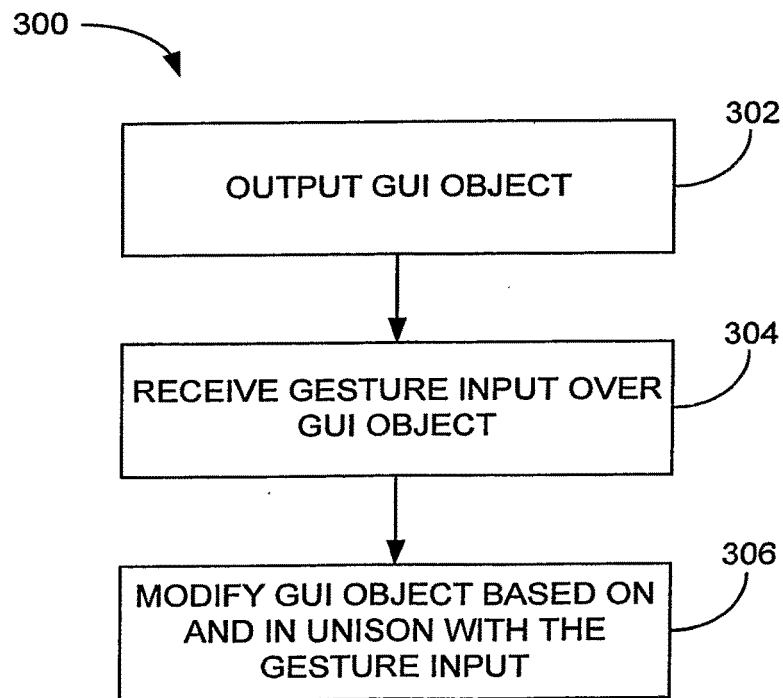 300
302
OUTPUT GUI OBJECT
304
RECEIVE GESTURE INPUT OVER
GUI OBJECT
306
MODIFY GUI OBJECT BASED ON
AND IN UNISON WITH THE
GESTURE INPUT